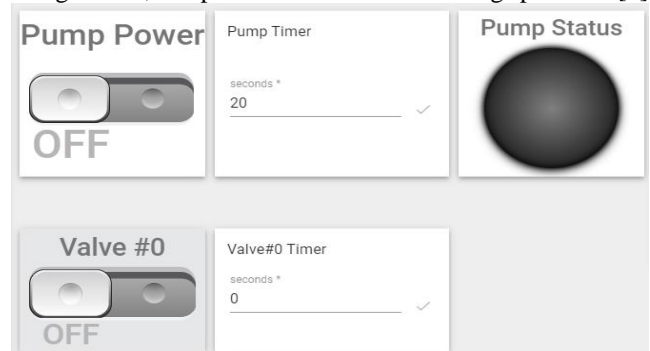 Pump Power
OFF
Pump Timer
seconds *
20
Pump Status
Valve #0
OFF
Valve#0 Timer
seconds *
0